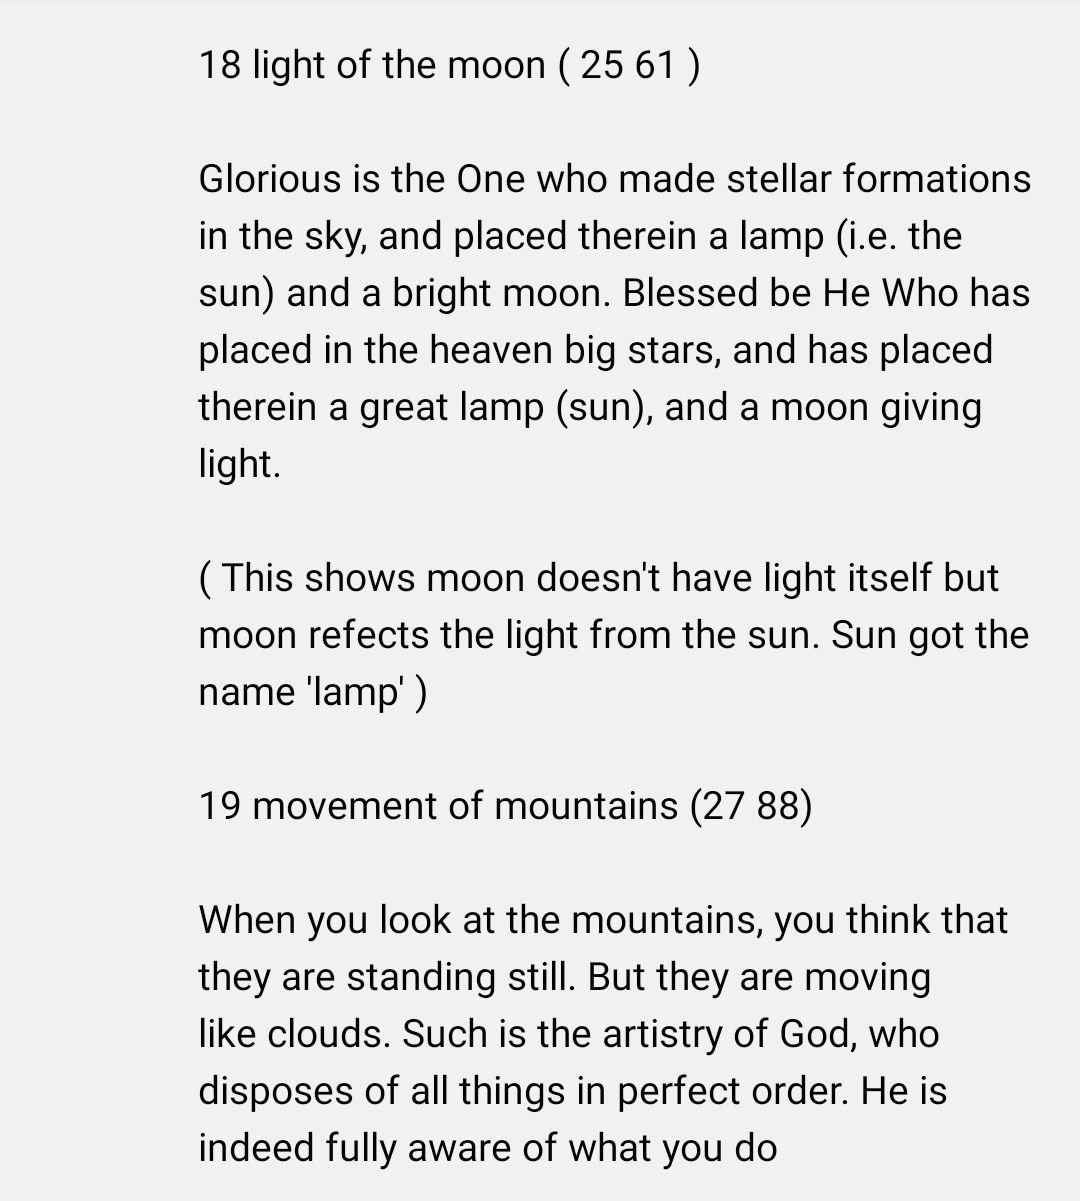 18 light of the moon ( 25 61 )
Glorious is the One who made stellar formations
in the sky, and placed therein a lamp (i.e. the
sun) and a bright moon. Blessed be He Who has
placed in the heaven big stars, and has placed
therein a great lamp (sun), and a moon giving
light.
( This shows moon doesn't have light itself but
moon refects the light from the sun. Sun got the
name 'lamp' )
19 movement of mountains (27 88)
When you look at the mountains, you think that
they are standing still. But they are moving
like clouds. Such is the artistry of God, who
disposes of all things in perfect order. He is
indeed fully aware of what you do